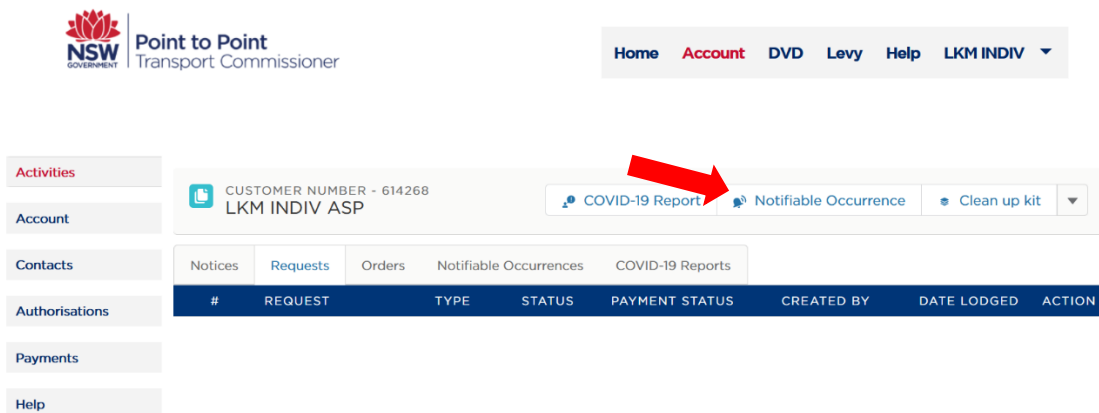 NSW
GOVERNMENT
Point to Point
Transport Commissioner
Home Account DVD Levy Help LKM INDIV
Activities
Account
Contacts
Authorisations
Payments
Help
CUSTOMER NUMBER - 614268
LKM INDIV ASP
COVID-19 Report Notifiable Occurrence Clean up kit
Notices Requests Orders Notifiable Occurrences COVID-19 Reports
# REQUEST TYPE STATUS PAYMENT STATUS CREATED BY DATE LODGED ACTION